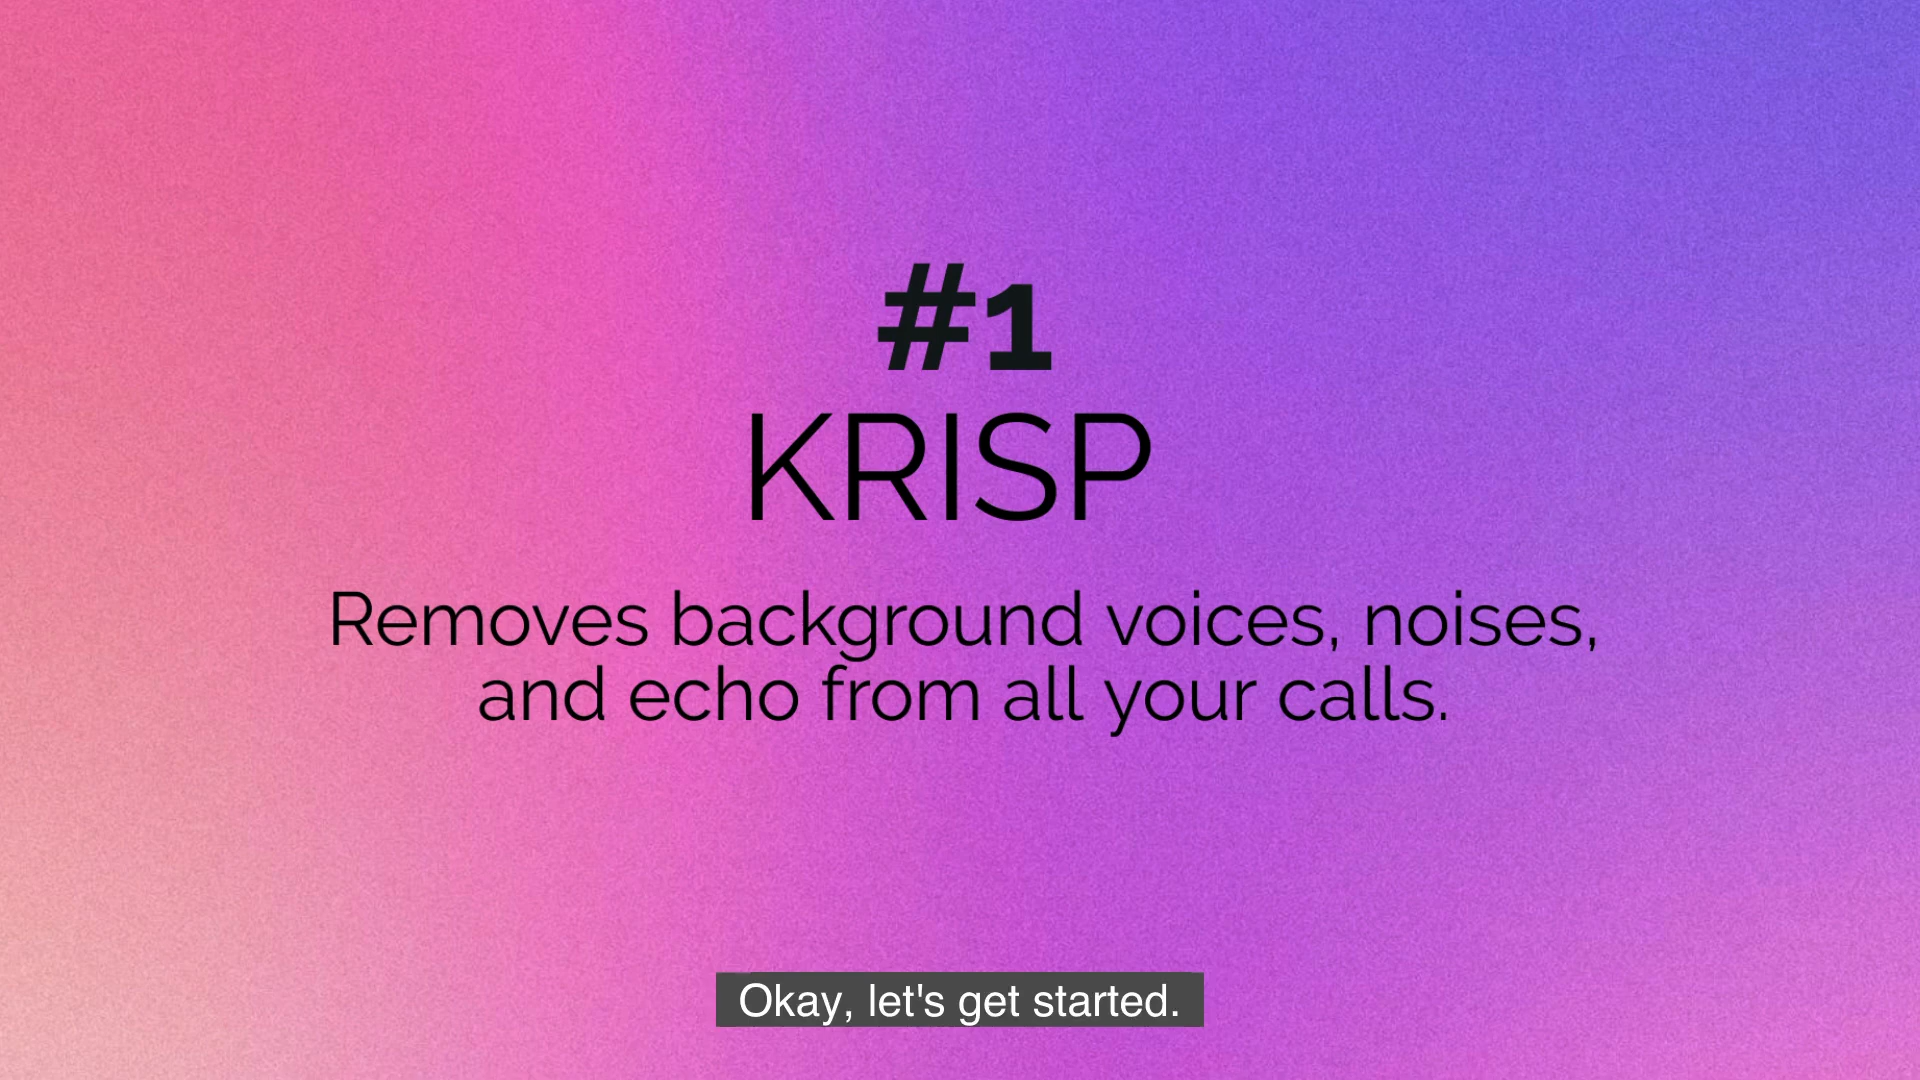 #1
KRISP
Removes background voices, noises,
and echo from all your calls.
Okay, let's get started.